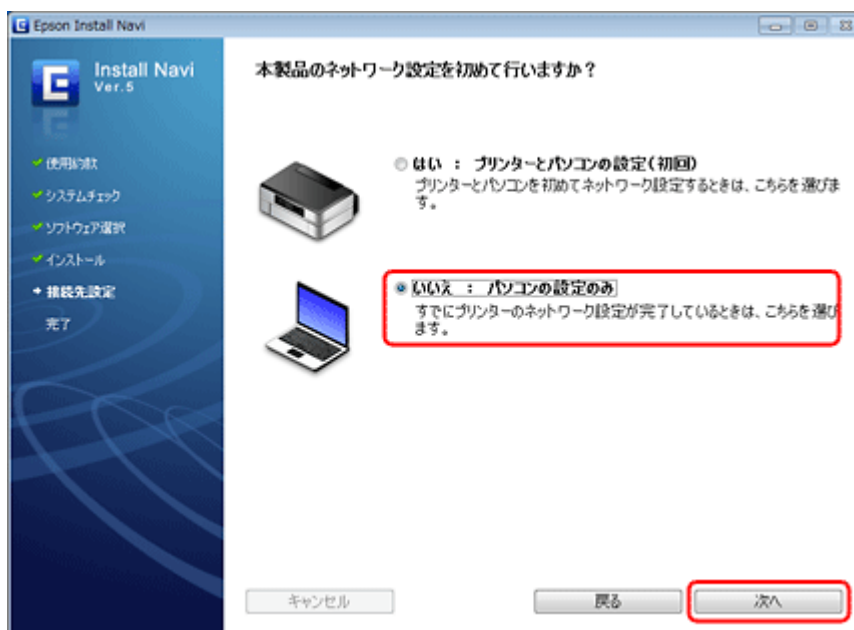 Epson Install Navi
Install Navi
Ver.5
本製品のネットワーク設定を初めて行いますか？
使用約款
システムチェック
ソフトウェア選択
インストール
接続先設定
完了
はい ： プリンターとパソコンの設定(初回)
プリンターとパソコンを初めてネットワーク設定するときは、こちらを選びま
す。
いいえ ： パソコンの設定のみ
すでにプリンターのネットワーク設定が完了しているときは、こちらを選び
ます。
キャンセル
戻る
次へ